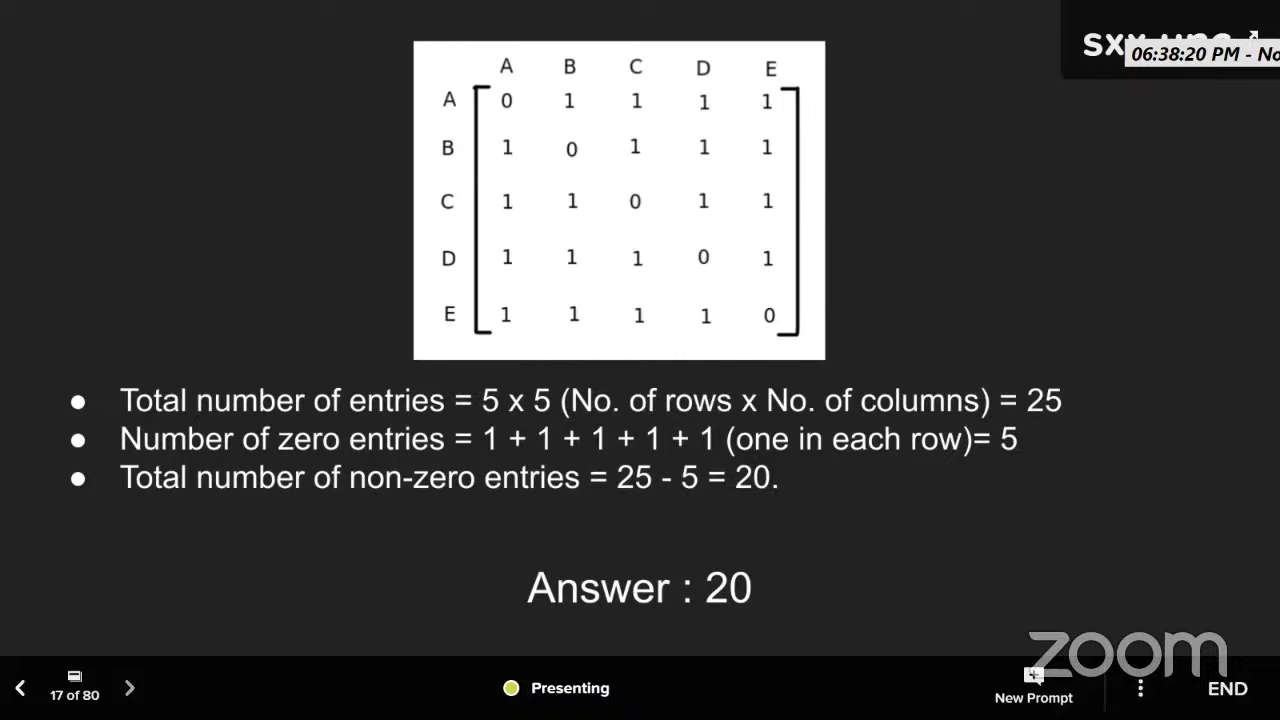 06:38:20 PM - No
A B C D E
A 0 1 1 1 1
B 1 0 1 1 1
C 1 1 0 1 1
D 1 1 1 0 1
E 1 1 1 1 0
● Total number of entries = 5 x 5 (No. of rows x No. of columns) = 25
● Number of zero entries = 1 + 1 + 1 + 1 + 1 (one in each row)= 5
● Total number of non-zero entries = 25 - 5 = 20.
Answer : 20
zoom
17 of 80
Presenting
New Prompt
END